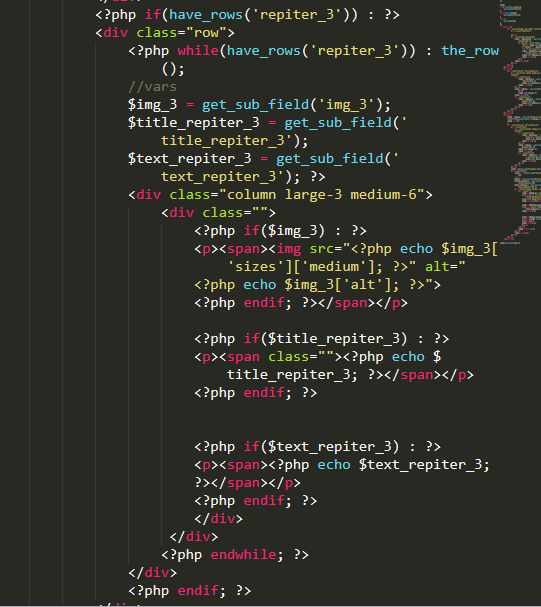 <?php if(have_rows('repiter_3')) : ?>
<div class="row">
<?php while(have_rows('repiter_3')) : the_row
();
//vars
$img_3 = get_sub_field('img_3');
$title_repiter_3 = get_sub_field('
title_repiter_3');
$text_repiter_3 = get_sub_field('
text_repiter_3'); ?>
<div class="column large-3 medium-6">
<div class="">
<?php if($img_3) : ?>
<p><span><img src="<?php echo $img_3[
'sizes']['medium']; ?>" alt="
<?php echo $img_3['alt']; ?>">
<?php endif; ?></span></p>
<?php if($title_repiter_3) : ?>
<p><span class=""><?php echo $
title_repiter_3; ?></span></p>
<?php endif; ?>
<?php if($text_repiter_3) : ?>
<p><span><?php echo $text_repiter_3;
?></span></p>
<?php endif; ?>
</div>
</div>
<?php endwhile; ?>
</div>
<?php endif; ?>